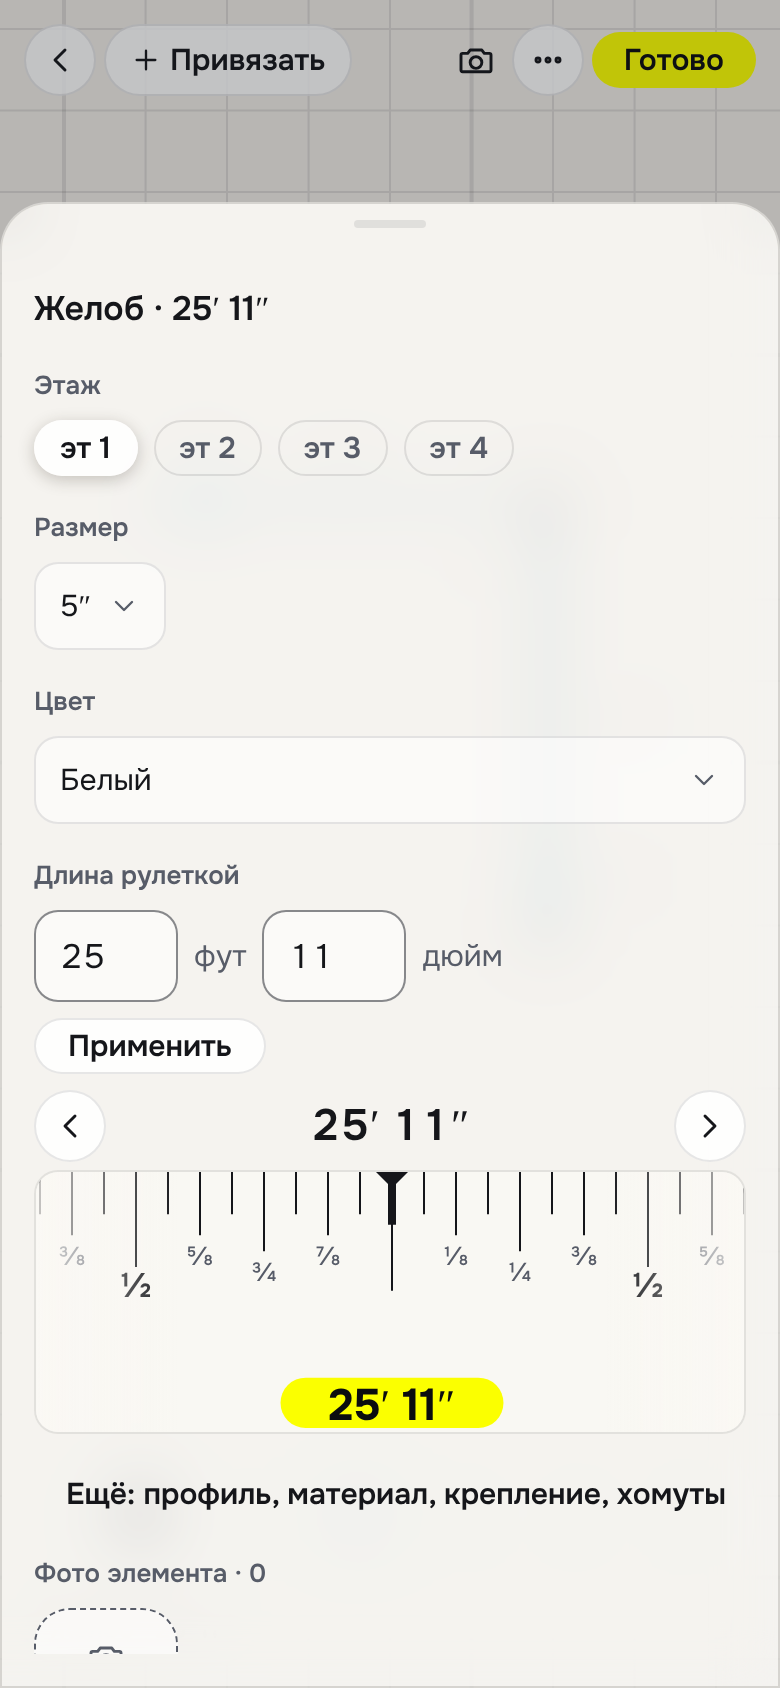 Привязать
Готово
Желоб · 25′ 11″
Этаж
эт 1 эт 2 эт 3 эт 4
Размер
5″
Цвет
Белый
Длина рулеткой
25 фут 11 дюйм
Применить
25′ 11″
⅜ ½ ⅝ ¾ ⅞ ⅛ ¼ ⅜ ½ ⅝
25′ 11″
Ещё: профиль, материал, крепление, хомуты
Фото элемента · 0